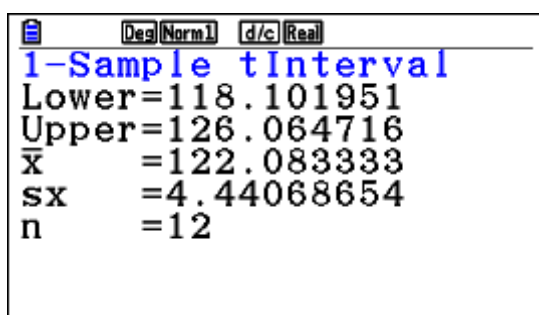 Deg Norm1 d/c Real
1-Sample tInterval
Lower=118.101951
Upper=126.064716
x̄ =122.083333
sx =4.44068654
n =12